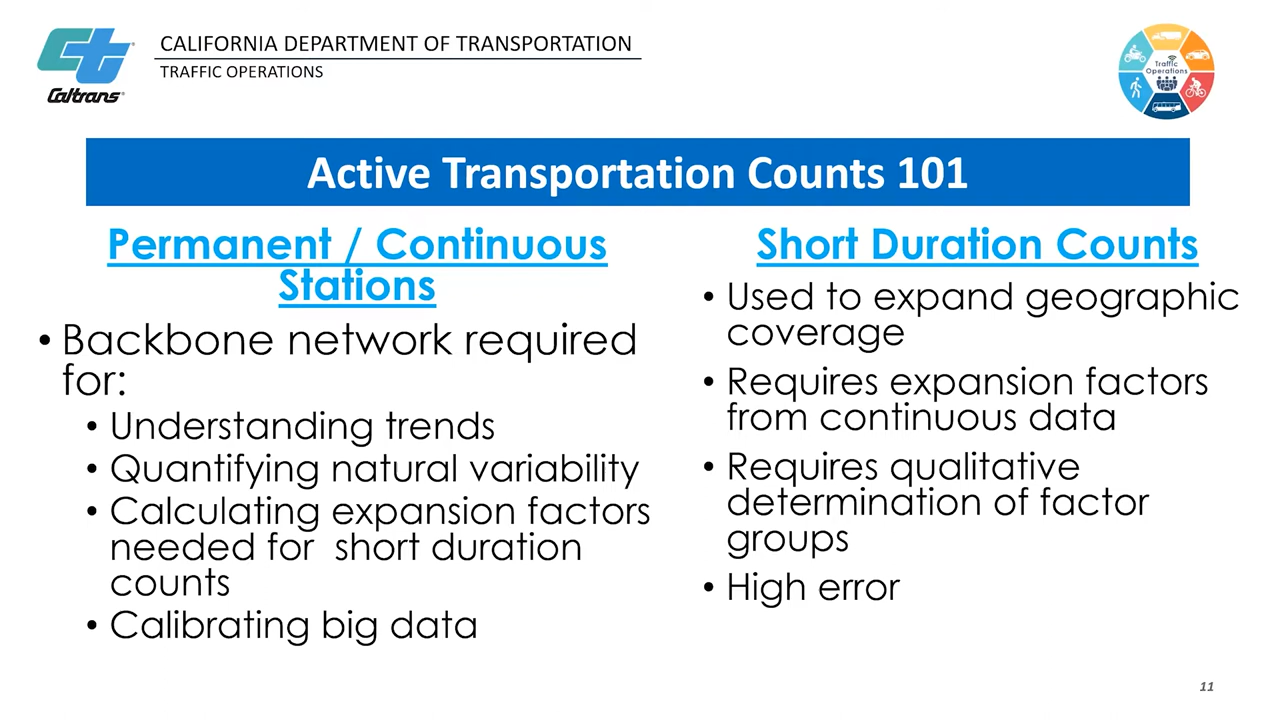 CALIFORNIA DEPARTMENT OF TRANSPORTATION
TRAFFIC OPERATIONS
Caltrans
Traffic
Operations
Active Transportation Counts 101
Permanent / Continuous
Stations
• Backbone network required
for:
• Understanding trends
• Quantifying natural variability
• Calculating expansion factors
needed for short duration
counts
• Calibrating big data
Short Duration Counts
• Used to expand geographic
coverage
• Requires expansion factors
from continuous data
• Requires qualitative
determination of factor
groups
• High error
11